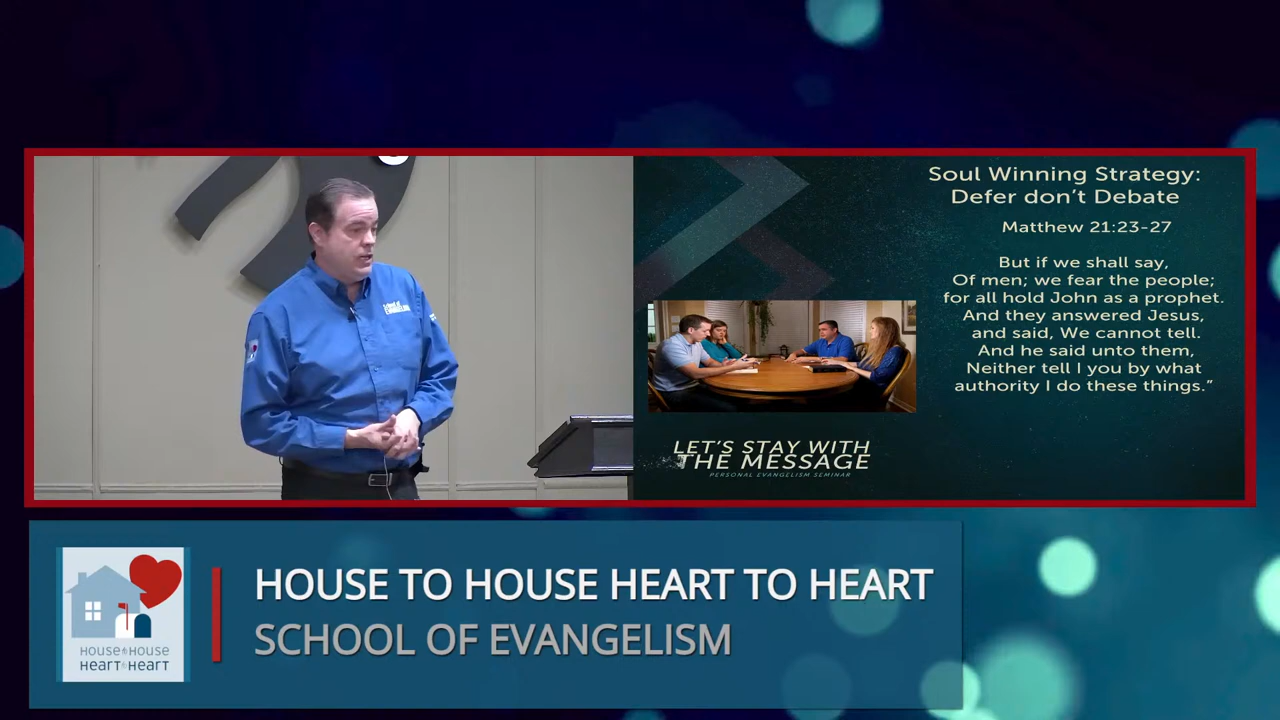 Soul Winning Strategy:
Defer don't Debate
Matthew 21:23-27
But if we shall say,
Of men; we fear the people;
for all hold John as a prophet.
And they answered Jesus,
and said, We cannot tell.
And he said unto them,
Neither tell I you by what
authority I do these things.”
LET'S STAY WITH
THE MESSAGE
PERSONAL EVANGELISM SEMINAR
School of
EVANGELISM
HOUSE TO HOUSE HEART TO HEART
SCHOOL OF EVANGELISM
HOUSE TO HOUSE
HEART TO HEART